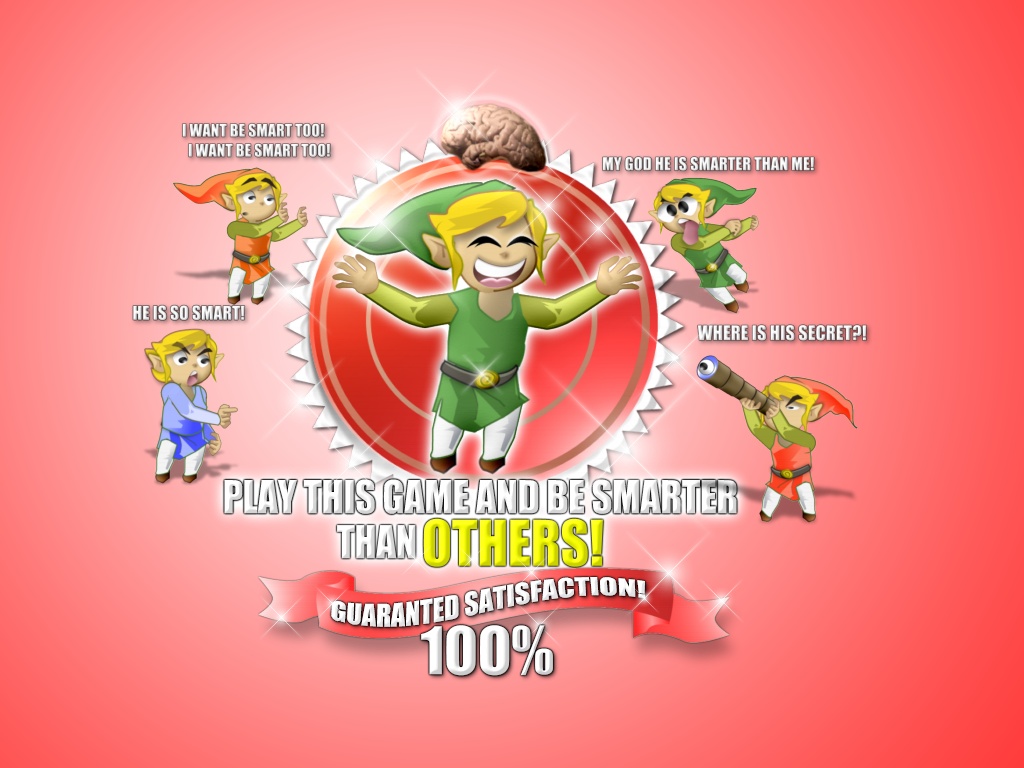 I WANT BE SMART TOO!
I WANT BE SMART TOO!
MY GOD HE IS SMARTER THAN ME!
HE IS SO SMART!
WHERE IS HIS SECRET?!
PLAY THIS GAME AND BE SMARTER
THAN OTHERS!
GUARANTED SATISFACTION!
100%